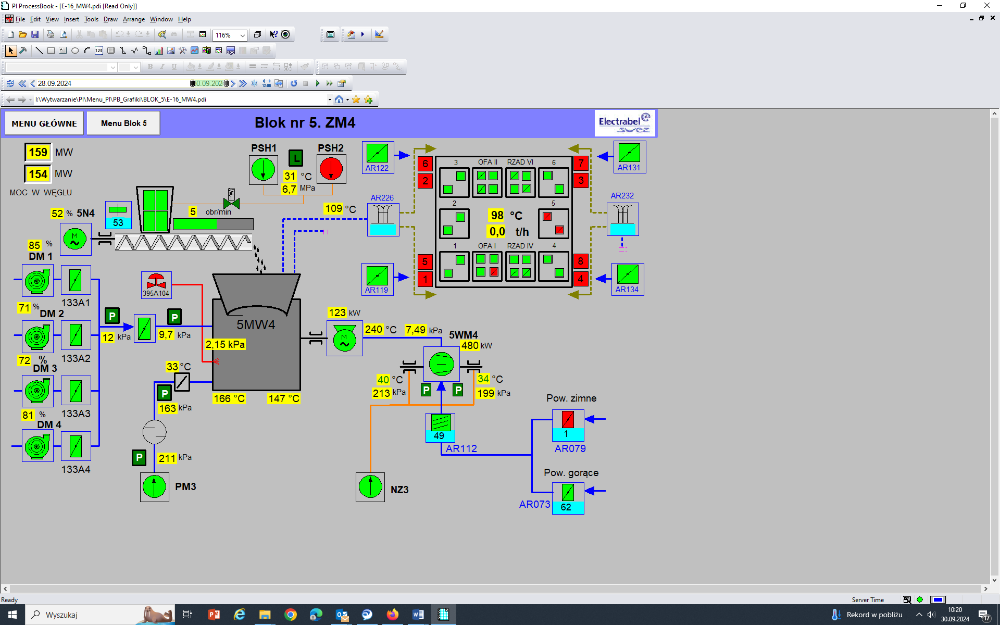 PI ProcessBook - [E-16_MW4.pdi [Read Only]]
File Edit View Insert Tools Draw Arrange Window Help
116%
123
B I U
28.09.2024
12:00
I:\Wytwarzanie\PI\Menu_PI\PB_Grafiki\BLOK_5\E-16_MW4.pdi
MENU GŁÓWNE
Menu Blok 5
Blok nr 5. ZM4
Electrabel
suez
159 MW
154 MW
MOC W WĘGLU
PSH1
L
PSH2
31 °C
6,7 MPa
AR122
AR131
52 % 5N4
53
5 obr/min
109 °C
AR226
AR232
M
6
2
7
3
3
OFA II
RZAD VI
6
2
98 °C
0,0 t/h
5
1
OFA I
RZAD IV
4
5
1
8
4
AR119
AR134
85 %
DM 1
133A1
395A104
71 %
DM 2
133A2
P
12 kPa
P
9,7 kPa
5MW4
2,15 kPa
123 kW
M
240 °C
7,49 kPa
5WM4
480 kW
72 %
DM 3
133A3
33 °C
P
163 kPa
166 °C
147 °C
40 °C
213 kPa
P
P
34 °C
199 kPa
81 %
DM 4
133A4
P
211 kPa
PM3
NZ3
49
AR112
Pow. zimne
1
AR079
Pow. gorące
AR073
62
Ready
Server Time
Wyszukaj
Rekord w pobliżu
10:20
30.09.2024
17